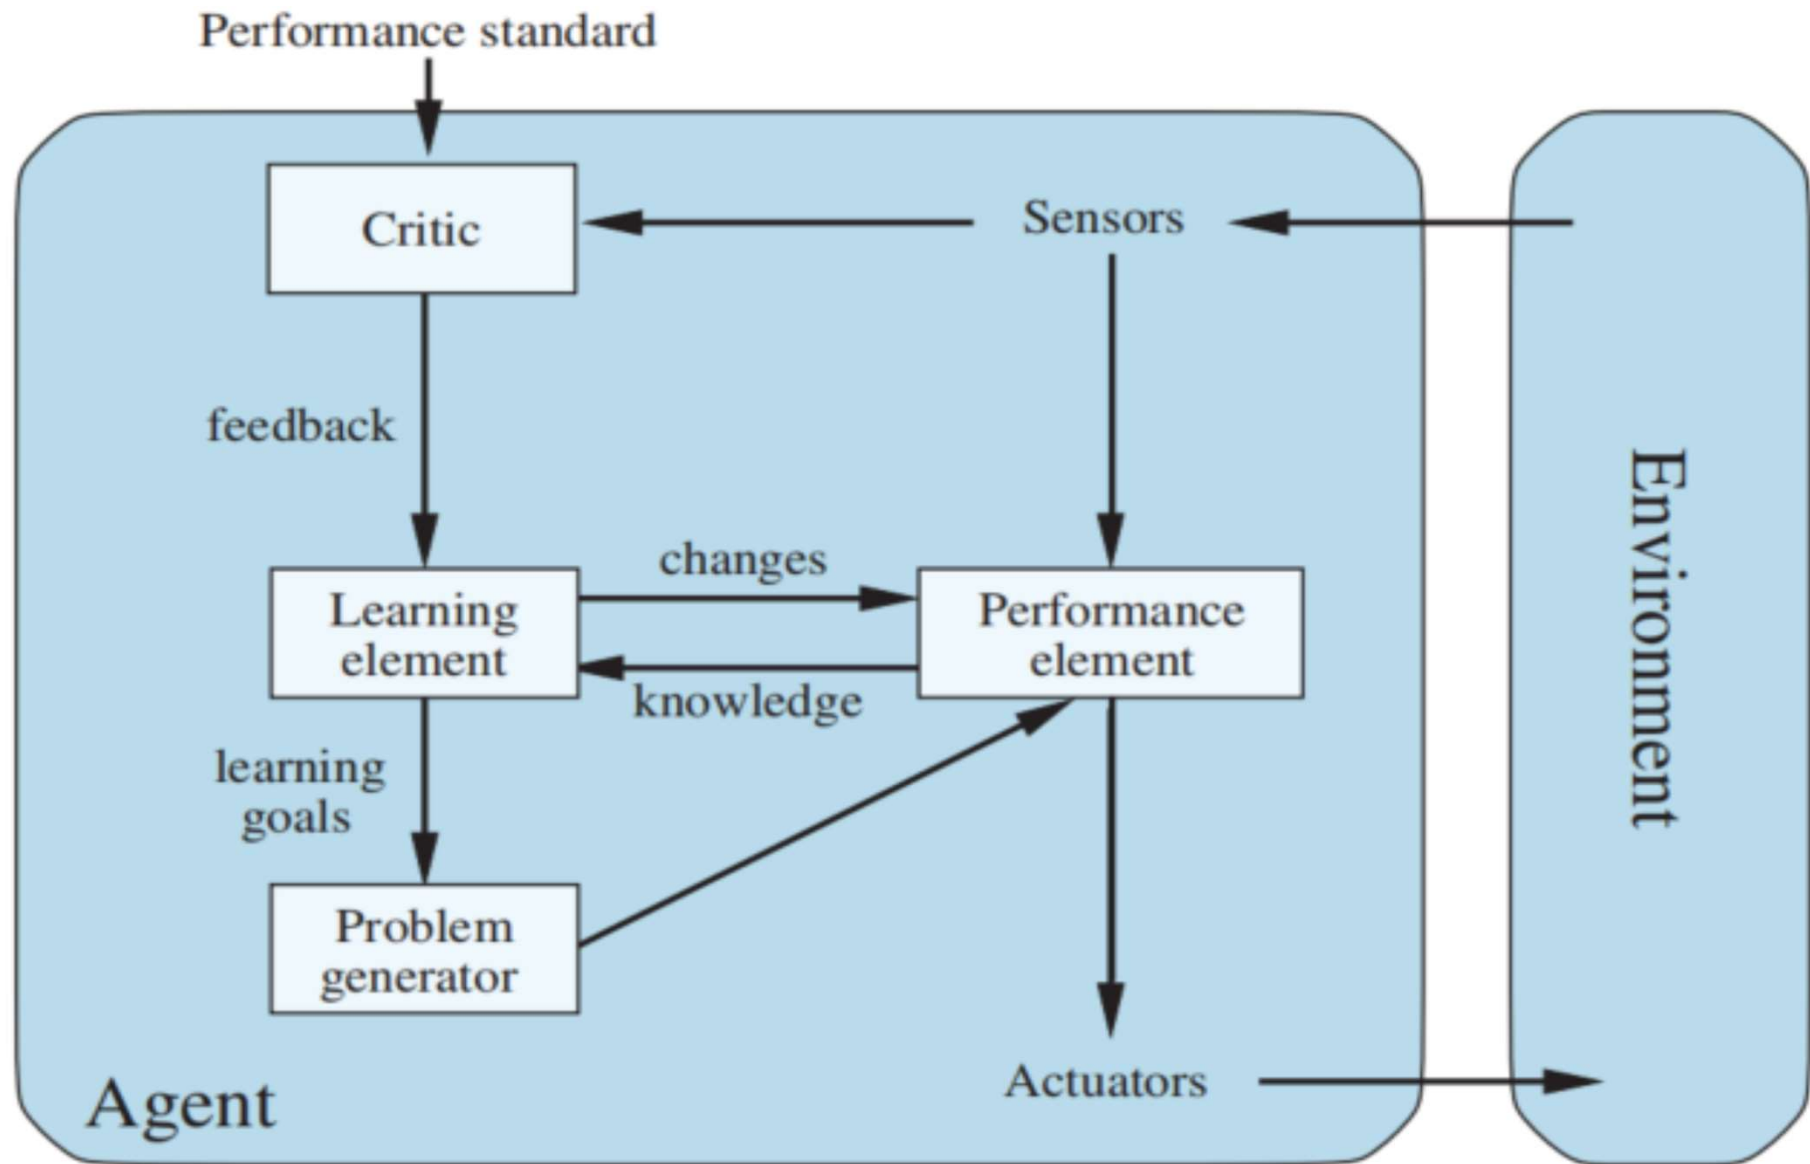 Performance standard
Critic
Sensors
feedback
changes
Learning
element
Performance
element
knowledge
learning
goals
Problem
generator
Actuators
Agent
Environment